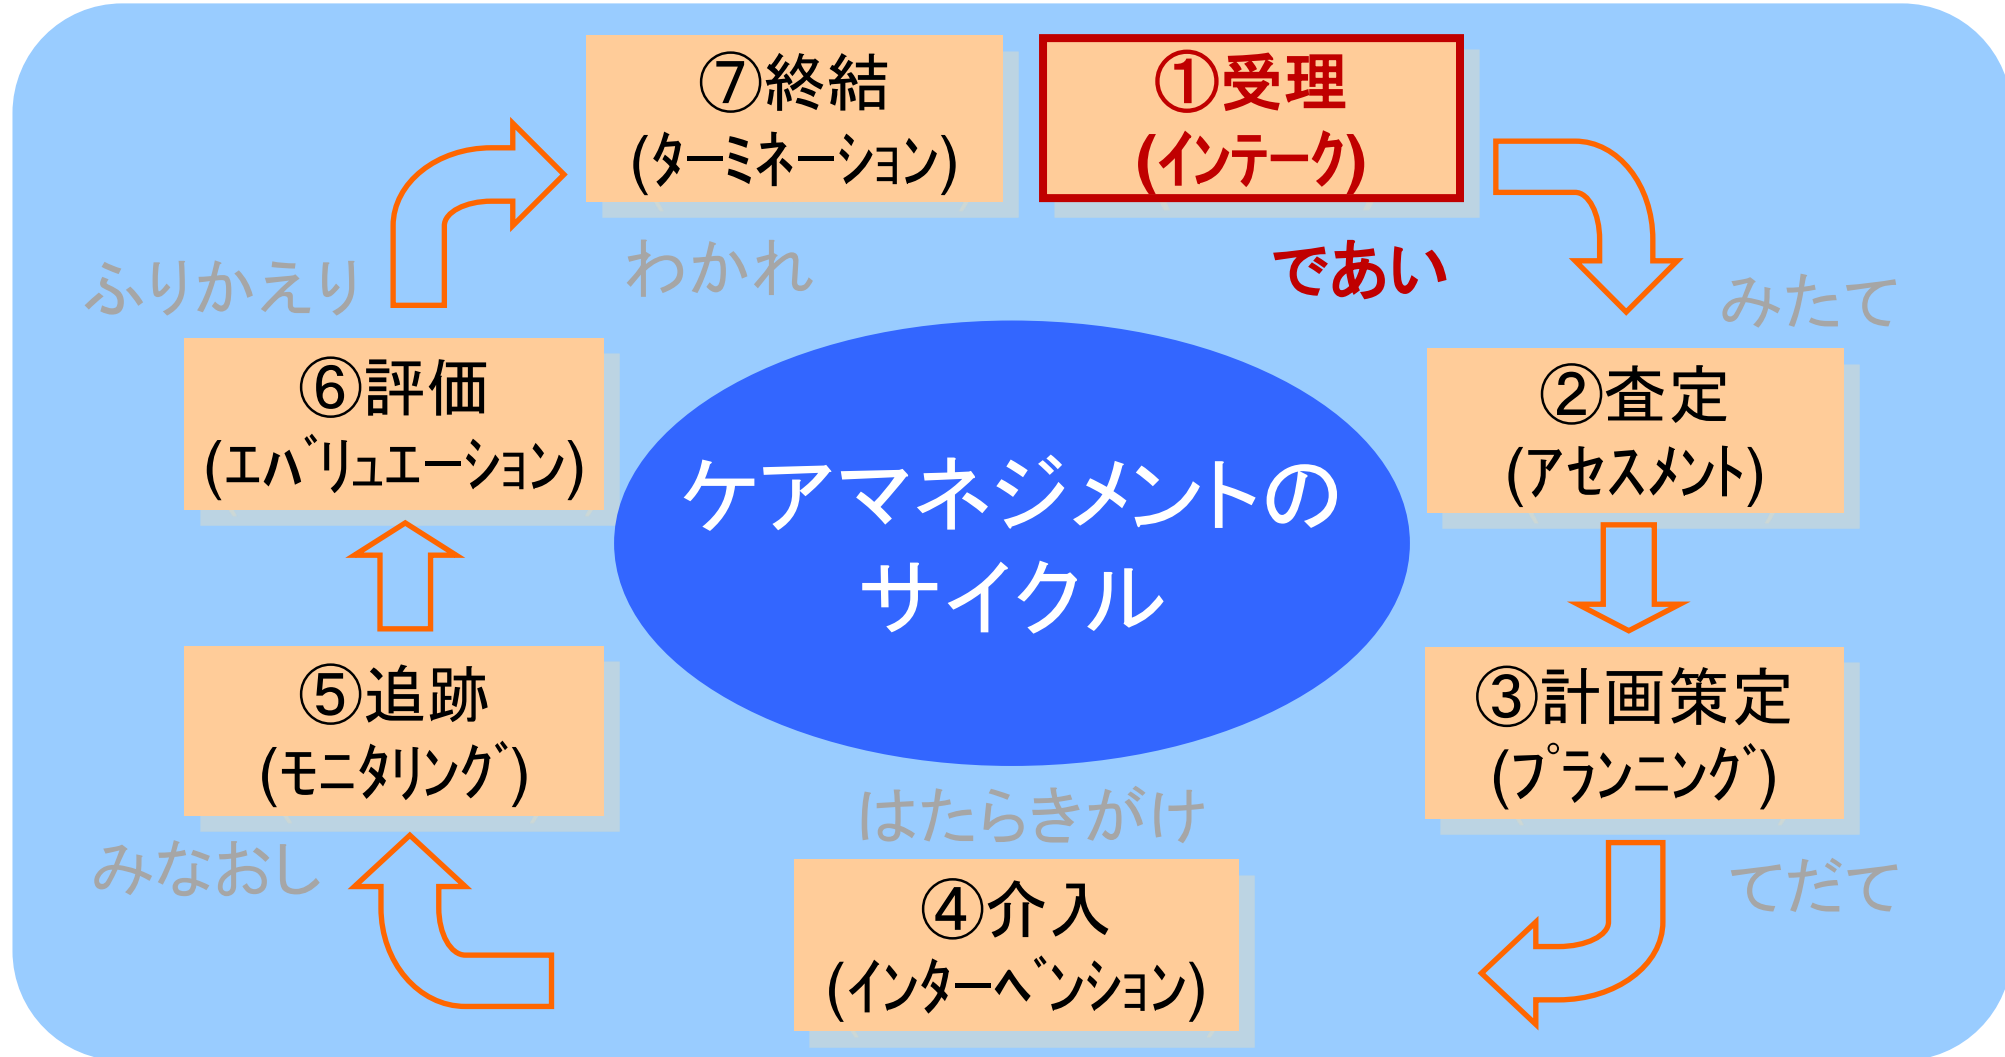 ⑦終結
(ﾀｰﾐﾈｰｼｮﾝ)
わかれ
①受理
(ｲﾝﾃｰｸ)
であい
みたて
②査定
(ｱｾｽﾒﾝﾄ)
③計画策定
(ﾌﾟﾗﾝﾆﾝｸﾞ)
てだて
はたらきがけ
④介入
(ｲﾝﾀｰﾍﾞﾝｼｮﾝ)
⑤追跡
(ﾓﾆﾀﾘﾝｸﾞ)
みなおし
ふりかえり
⑥評価
(ｴﾊﾞﾘｭｴｰｼｮﾝ)
ケアマネジメントの
サイクル